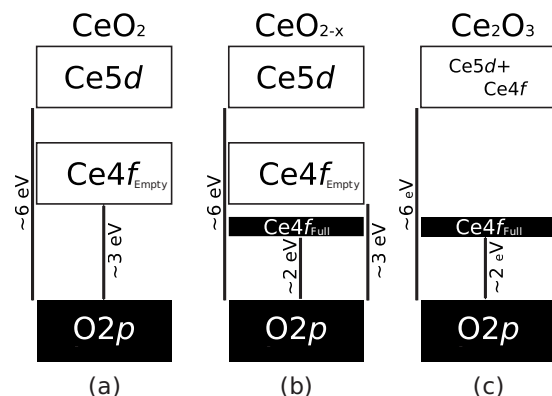 CeO2
CeO2-x
Ce2O3
Ce5d
Ce5d
Ce5d+
Ce4f
Ce4fEmpty
Ce4fEmpty
~6 eV
~3 eV
~6 eV
Ce4fFull
~2 eV
~3 eV
~6 eV
Ce4fFull
~2 eV
O2p
O2p
O2p
(a)
(b)
(c)